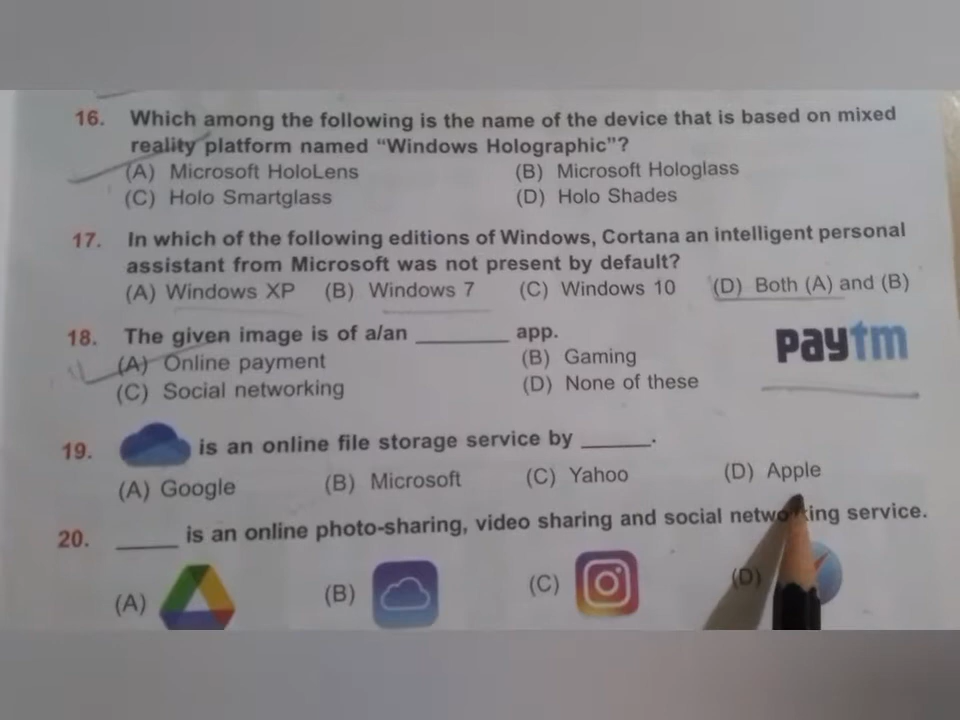 16. Which among the following is the name of the device that is based on mixed
reality platform named “Windows Holographic”?
(A) Microsoft HoloLens (B) Microsoft Hologlass
(C) Holo Smartglass (D) Holo Shades
17. In which of the following editions of Windows, Cortana an intelligent personal
assistant from Microsoft was not present by default?
(A) Windows XP (B) Windows 7 (C) Windows 10 (D) Both (A) and (B)
18. The given image is of a/an ________ app.
(A) Online payment (B) Gaming
(C) Social networking (D) None of these
paytm
19. is an online file storage service by ______.
(A) Google (B) Microsoft (C) Yahoo (D) Apple
20. _____ is an online photo-sharing, video sharing and social networking service.
(A) (B) (C) (D)